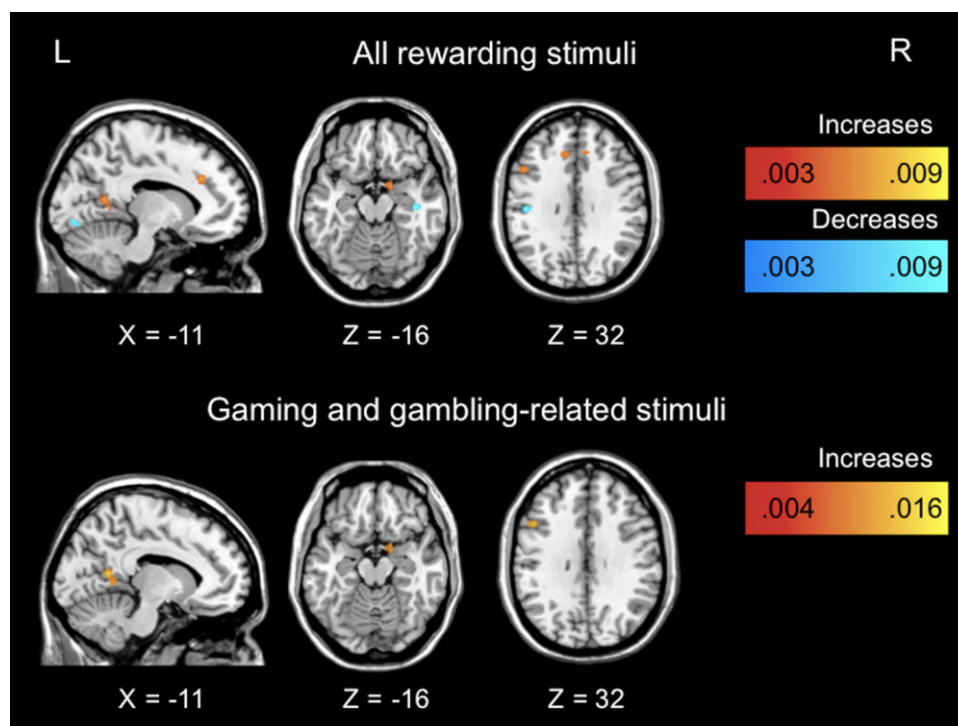 L
All rewarding stimuli
R
Increases
.003 .009
Decreases
.003 .009
X = -11
Z = -16
Z = 32
Gaming and gambling-related stimuli
Increases
.004 .016
X = -11
Z = -16
Z = 32